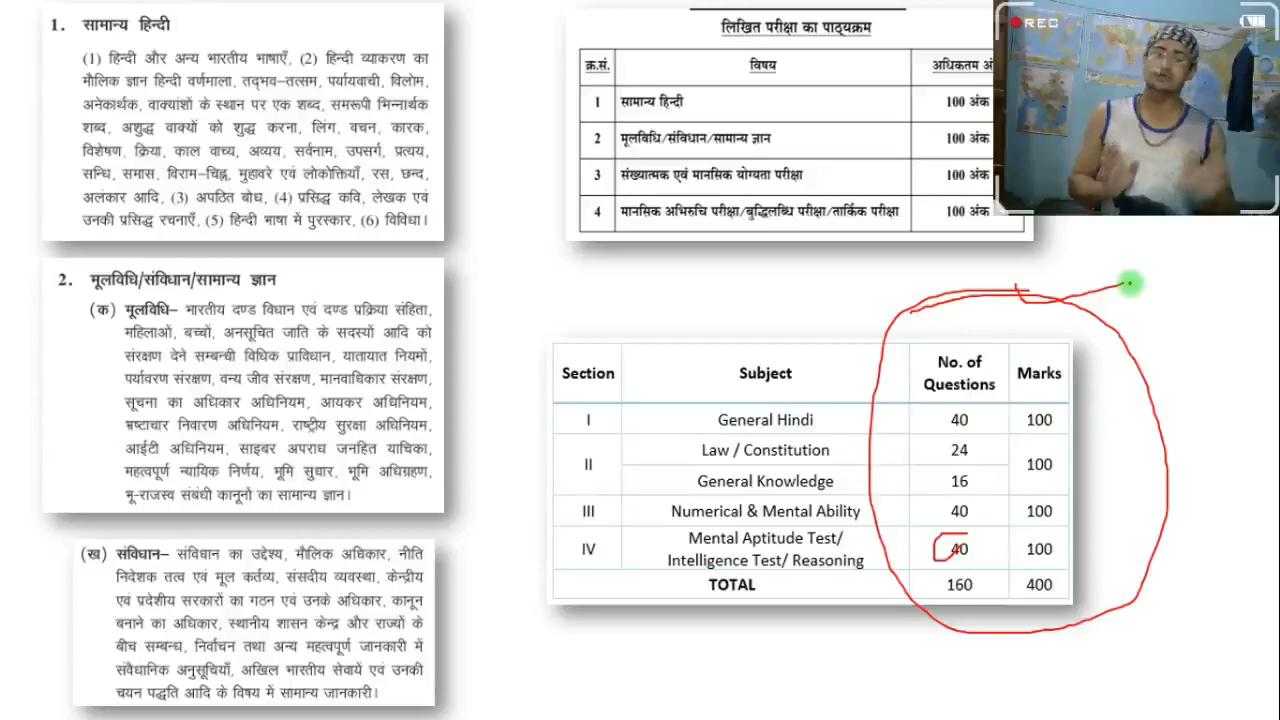 1. सामान्य हिन्दी
(1) हिन्दी और अन्य भारतीय भाषाएँ, (2) हिन्दी व्याकरण का
मौलिक ज्ञान हिन्दी वर्णमाला, तद्भव–तत्सम, पर्यायवाची, विलोम,
अनेकार्थक, वाक्यांशों के स्थान पर एक शब्द, समरूपी भिन्नार्थक
शब्द, अशुद्ध वाक्यों को शुद्ध करना, लिंग, वचन, कारक,
विशेषण, क्रिया, काल वाच्य, अव्यय, सर्वनाम, उपसर्ग, प्रत्यय,
सन्धि, समास, विराम–चिह्न, मुहावरे एवं लोकोक्तियाँ, रस, छन्द,
अलंकार आदि, (3) अपठित बोध, (4) प्रसिद्ध कवि, लेखक एवं
उनकी प्रसिद्ध रचनाएँ, (5) हिन्दी भाषा में पुरस्कार, (6) विविधा।
2. मूलविधि/संविधान/सामान्य ज्ञान
(क) मूलविधि– भारतीय दण्ड विधान एवं दण्ड प्रक्रिया संहिता,
महिलाओं, बच्चों, अनसूचित जाति के सदस्यों आदि को
संरक्षण देने सम्बन्धी विधिक प्राविधान, यातायात नियमों,
पर्यावरण संरक्षण, वन्य जीव संरक्षण, मानवाधिकार संरक्षण,
सूचना का अधिकार अधिनियम, आयकर अधिनियम,
भ्रष्टाचार निवारण अधिनियम, राष्ट्रीय सुरक्षा अधिनियम,
आईटी अधिनियम, साइबर अपराध जनहित याचिका,
महत्वपूर्ण न्यायिक निर्णय, भूमि सुधार, भूमि अधिग्रहण,
भू–राजस्व संबंधी कानूनों का सामान्य ज्ञान।
(ख) संविधान– संविधान का उद्देश्य, मौलिक अधिकार, नीति
निदेशक तत्व एवं मूल कर्तव्य, संसदीय व्यवस्था, केन्द्रीय
एवं प्रदेशीय सरकारों का गठन एवं उनके अधिकार, कानून
बनाने का अधिकार, स्थानीय शासन केन्द्र और राज्यों के
बीच सम्बन्ध, निर्वाचन तथा अन्य महत्वपूर्ण जानकारी में
संवैधानिक अनुसूचियाँ, अखिल भारतीय सेवायें एवं उनकी
चयन पद्धति आदि के विषय में सामान्य जानकारी।
लिखित परीक्षा का पाठ्यक्रम
क्र.सं. विषय अधिकतम
1 सामान्य हिन्दी 100 अंक
2 मूलविधि/संविधान/सामान्य ज्ञान 100 अंक
3 संख्यात्मक एवं मानसिक योग्यता परीक्षा 100 अंक
4 मानसिक अभिरुचि परीक्षा/बुद्धिलब्धि परीक्षा/तार्किक परीक्षा 100 अंक
REC
Section Subject No. of Questions Marks
I General Hindi 40 100
II Law / Constitution 24 100
General Knowledge 16
III Numerical & Mental Ability 40 100
IV Mental Aptitude Test/ Intelligence Test/ Reasoning 40 100
TOTAL 160 400